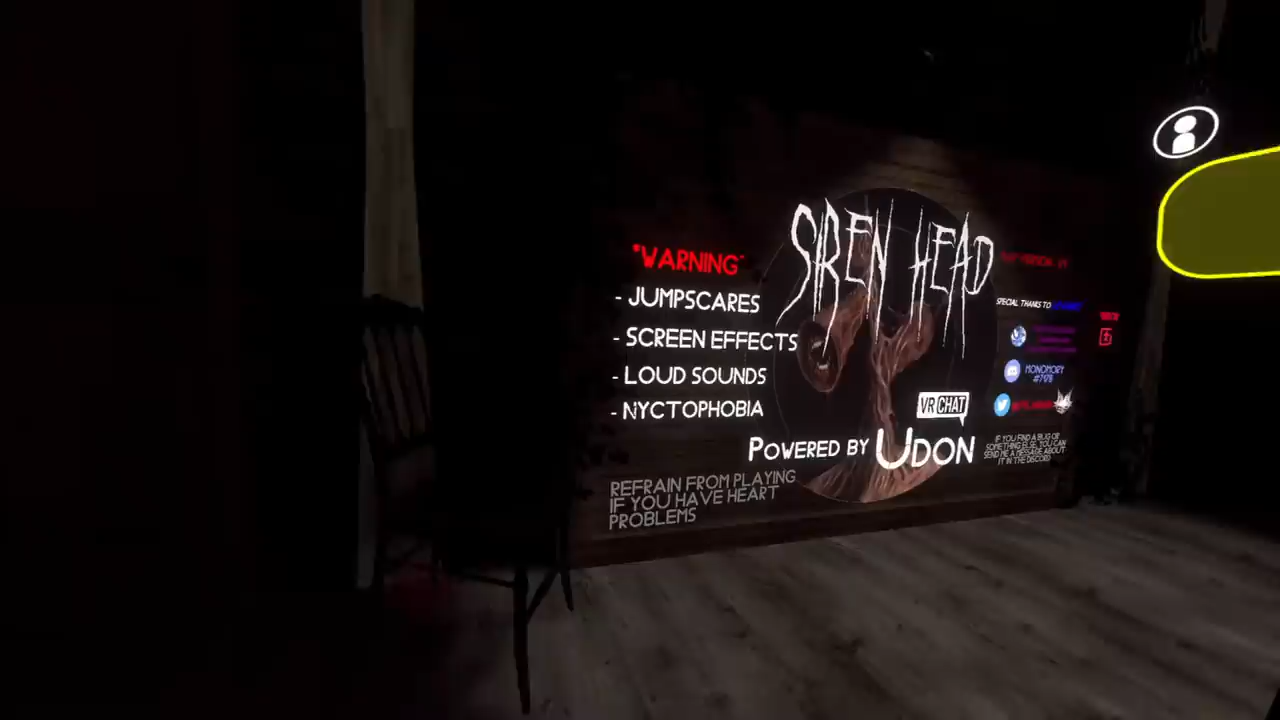 "WARNING"
- JUMPSCARES
- SCREEN EFFECTS
- LOUD SOUNDS
- NYCTOPHOBIA
REFRAIN FROM PLAYING
IF YOU HAVE HEART
PROBLEMS
SIREN HEAD
VRCHAT
POWERED BY UDON
SPECIAL THANKS TO
MONOMORY
IF YOU FIND A BUG OR
SOMETHING ELSE, YOU CAN
SEND ME A MESSAGE ABOUT
IT IN THE DISCORD